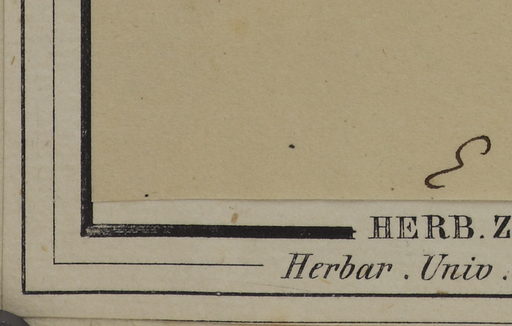 HERB. Z
Herbar. Univ.